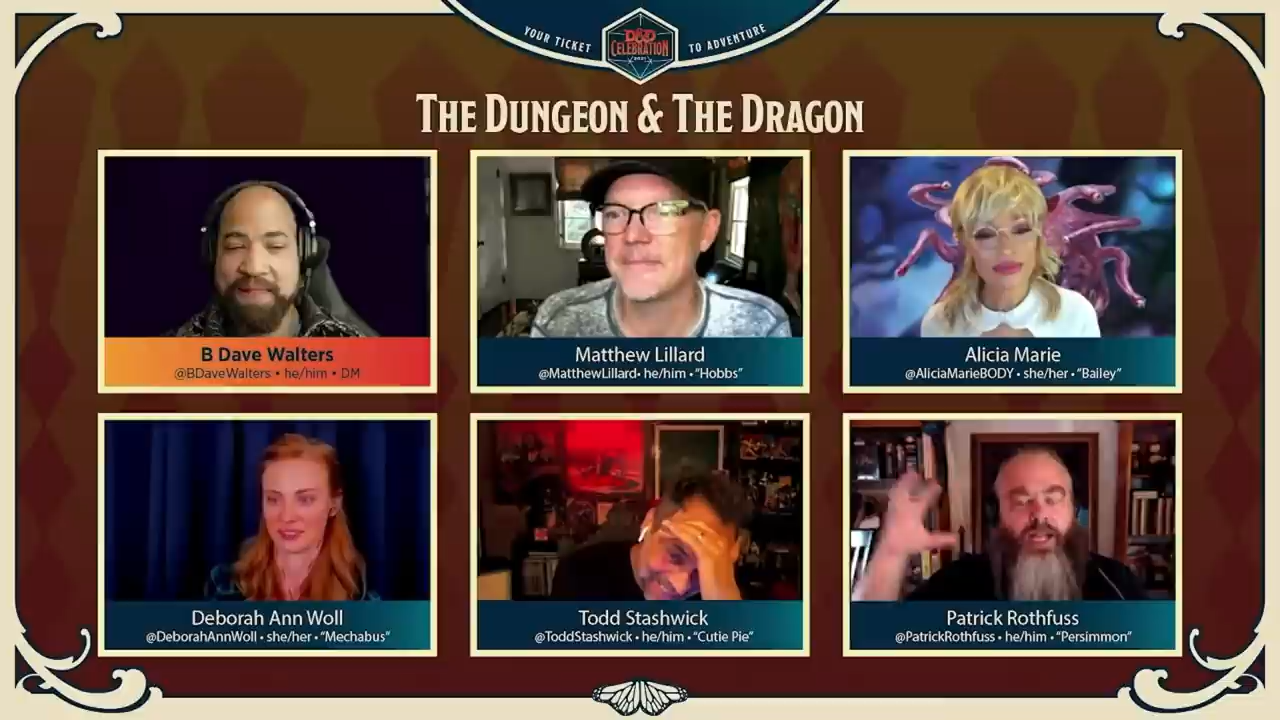 YOUR TICKET TO ADVENTURE
D&D
CELEBRATION
THE DUNGEON & THE DRAGON
B Dave Walters
@BDaveWalters • he/him • DM
Matthew Lillard
@MatthewLillard• he/him • "Hobbs"
Alicia Marie
@AliciaMarieBODY • she/her • "Bailey"
Deborah Ann Woll
@DeborahAnnWoll • she/her • "Mechabus"
Todd Stashwick
@ToddStashwick • he/him • "Cutie Pie"
Patrick Rothfuss
@PatrickRothfuss • he/him • "Persimmon"